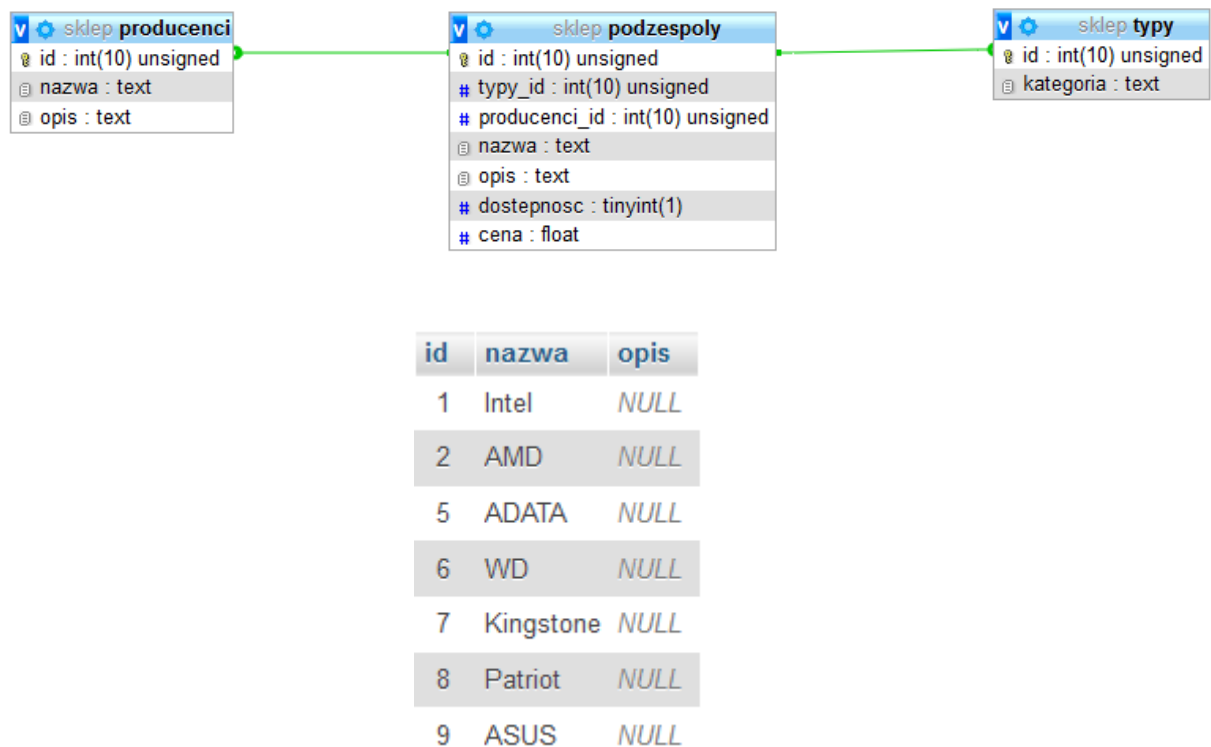 v sklep producenci
id : int(10) unsigned
nazwa : text
opis : text
v sklep podzespoly
id : int(10) unsigned
# typy_id : int(10) unsigned
# producenci_id : int(10) unsigned
nazwa : text
opis : text
# dostepnosc : tinyint(1)
# cena : float
v sklep typy
id : int(10) unsigned
kategoria : text
id nazwa opis
1 Intel NULL
2 AMD NULL
5 ADATA NULL
6 WD NULL
7 Kingstone NULL
8 Patriot NULL
9 ASUS NULL